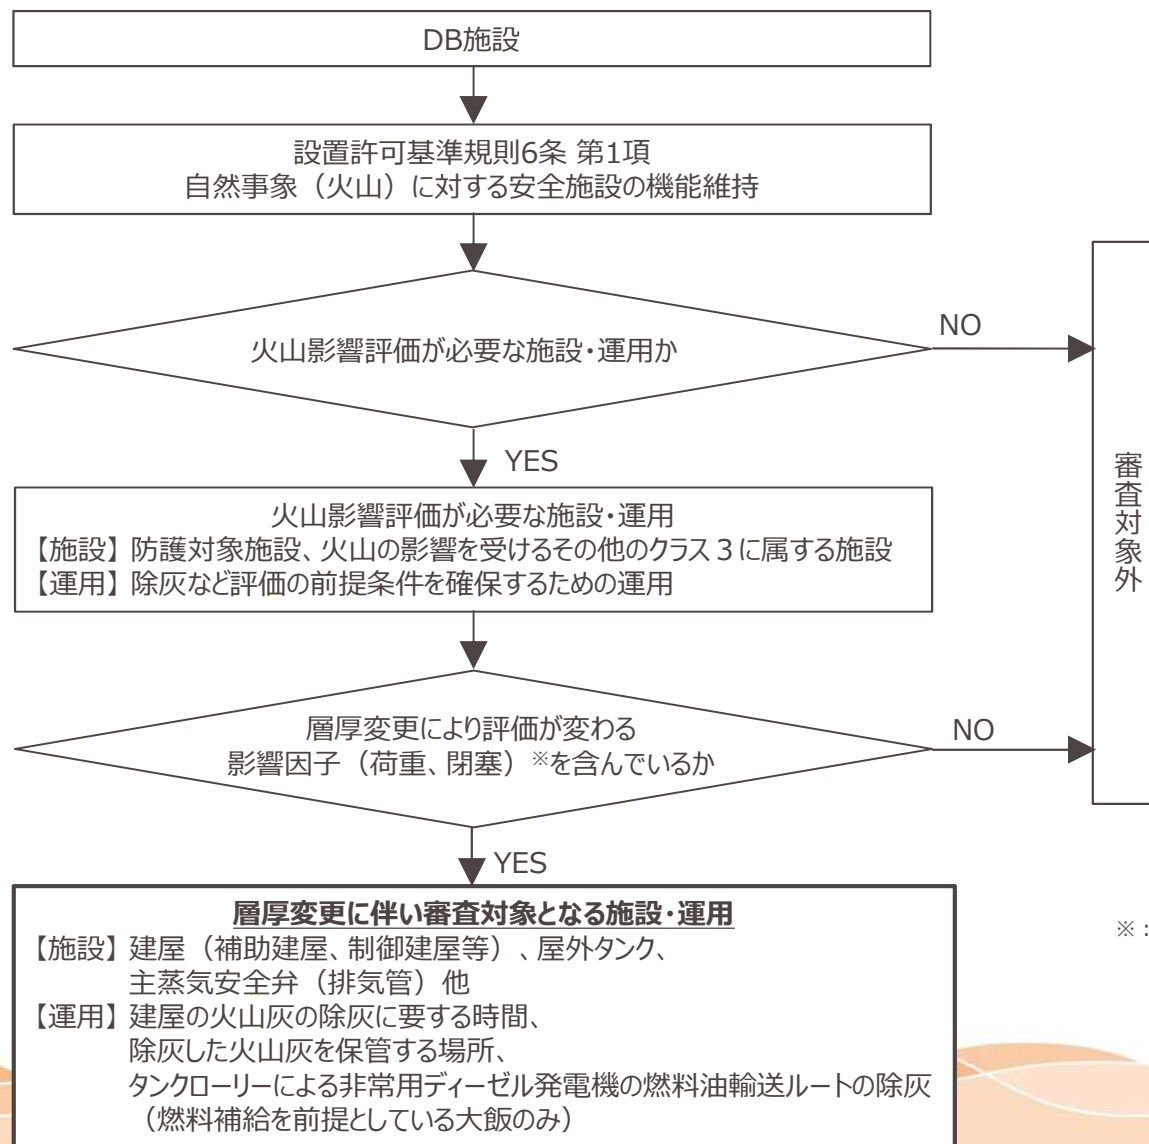 DB施設
設置許可基準規則6条 第1項
自然事象（火山）に対する安全施設の機能維持
火山影響評価が必要な施設・運用か
NO
YES
火山影響評価が必要な施設・運用
【施設】防護対象施設、火山の影響を受けるその他のクラス３に属する施設
【運用】除灰など評価の前提条件を確保するための運用
審査対象外
層厚変更により評価が変わる
影響因子（荷重、閉塞）※を含んでいるか
NO
YES
層厚変更に伴い審査対象となる施設・運用
【施設】建屋（補助建屋、制御建屋等）、屋外タンク、
主蒸気安全弁（排気管）他
【運用】建屋の火山灰の除灰に要する時間、
除灰した火山灰を保管する場所、
タンクローリーによる非常用ディーゼル発電機の燃料油輸送ルートの除灰
（燃料補給を前提としている大飯のみ）
※：